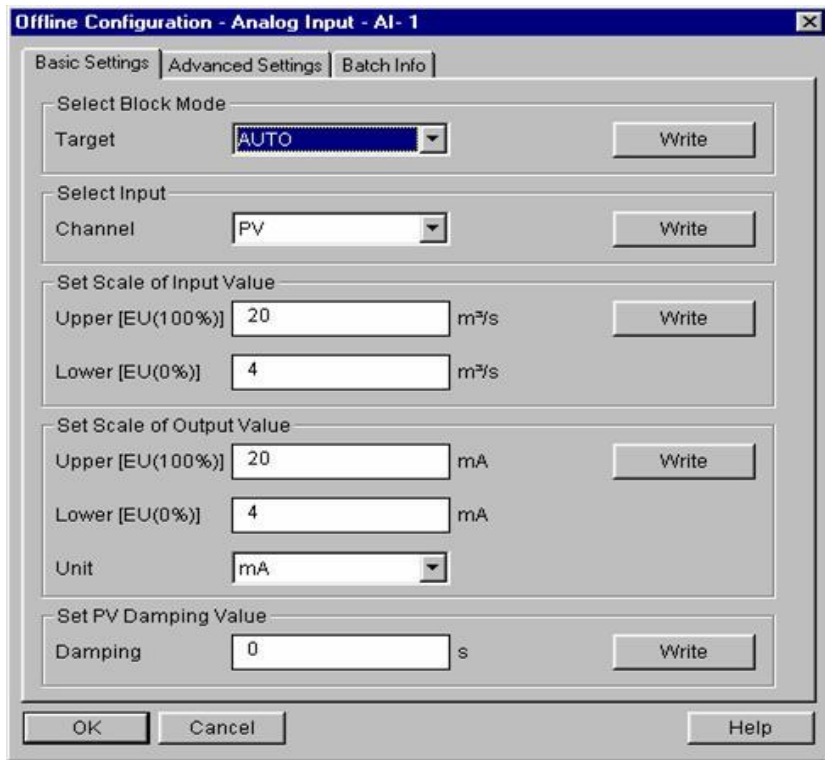 Offline Configuration - Analog Input - AI- 1
Basic Settings Advanced Settings Batch Info
Select Block Mode
Target AUTO Write
Select Input
Channel PV Write
Set Scale of Input Value
Upper [EU(100%)] 20 m³/s Write
Lower [EU(0%)] 4 m³/s
Set Scale of Output Value
Upper [EU(100%)] 20 mA Write
Lower [EU(0%)] 4 mA
Unit mA
Set PV Damping Value
Damping 0 s Write
OK Cancel Help